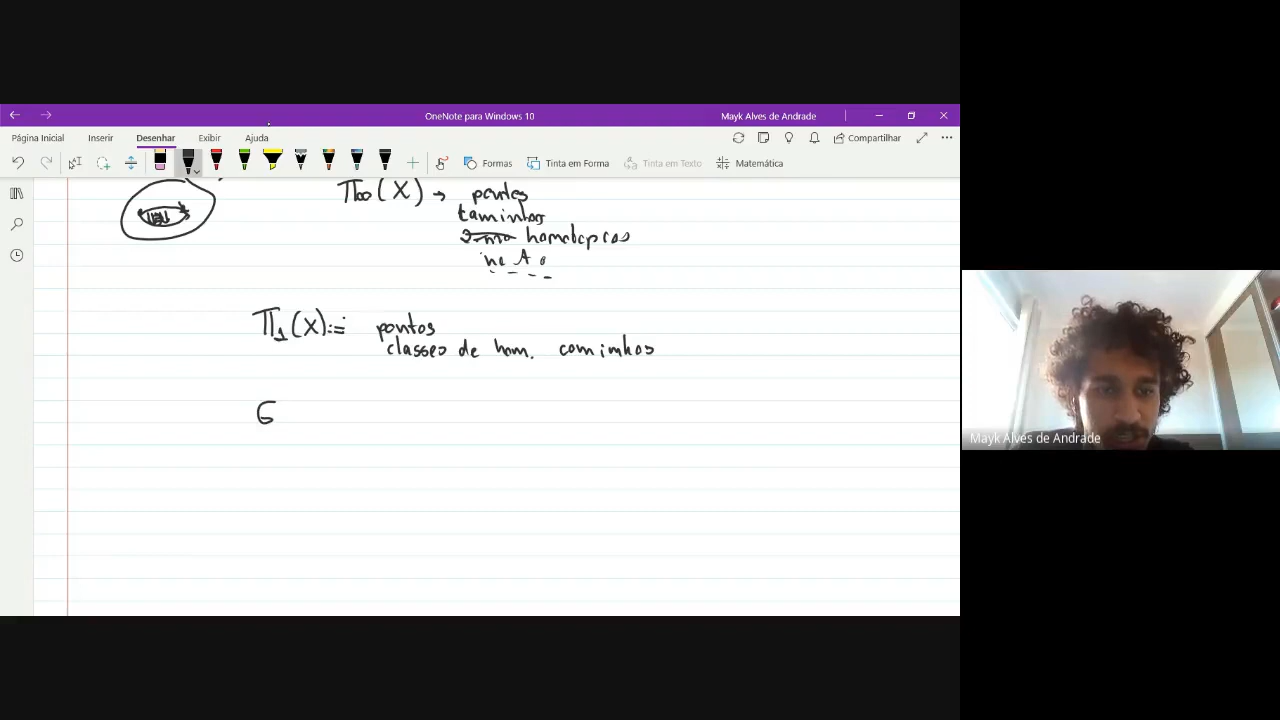 OneNote para Windows 10
Mayk Alves de Andrade
Página Inicial
Inserir
Desenhar
Exibir
Ajuda
Compartilhar
Formas
Tinta em Forma
Tinta em Texto
Matemática
π∞(X) → pontos
caminhos
homotopias
π₁(X) :=
pontos
classes de hom. caminhos
G
Mayk Alves de Andrade